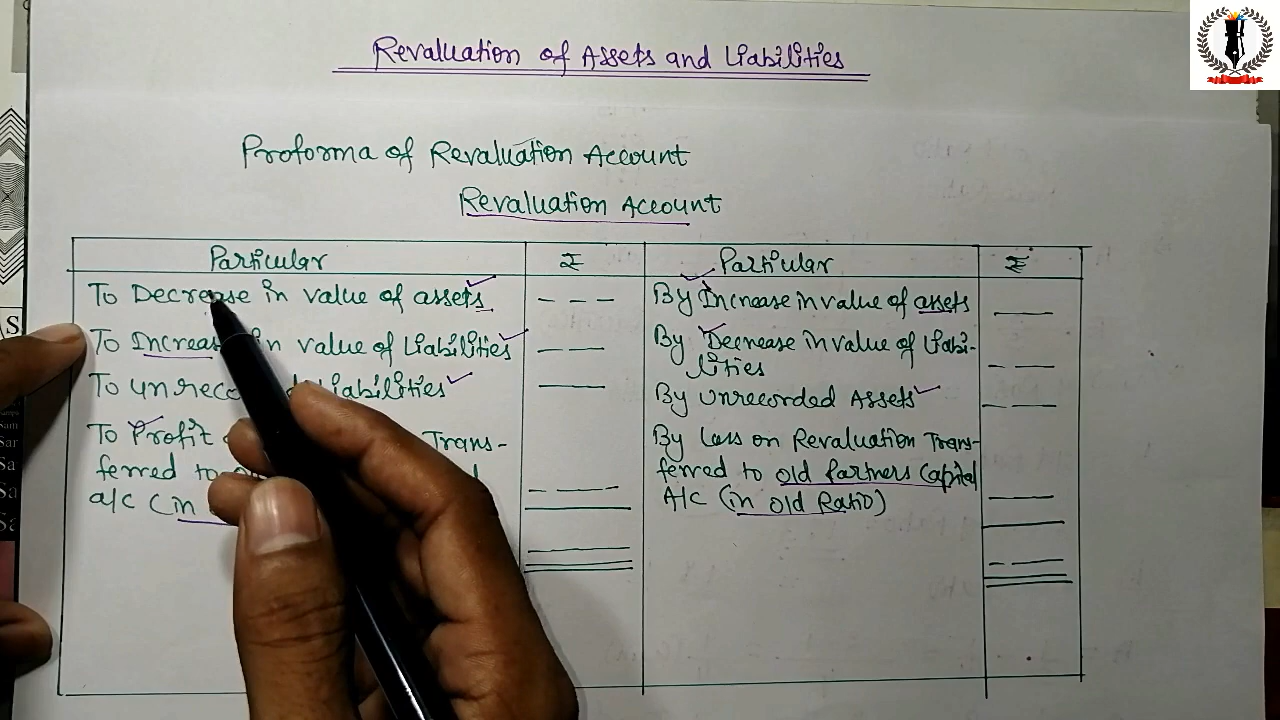 Revaluation of Assets and Liabilities
Proforma of Revaluation Account
Revaluation Account
Particular ₹ Particular ₹
To Decrease in value of assets
By Increase in value of assets
To Increase in value of Liabilities
By Decrease in value of Liabi-
lities
To unrecorded Liabilities
By Unrecorded Assets
To Profit Trans-
ferred to
a/c (in
By Loss on Revaluation Trans-
ferred to old Partners Capital
A/C (in old Ratio)